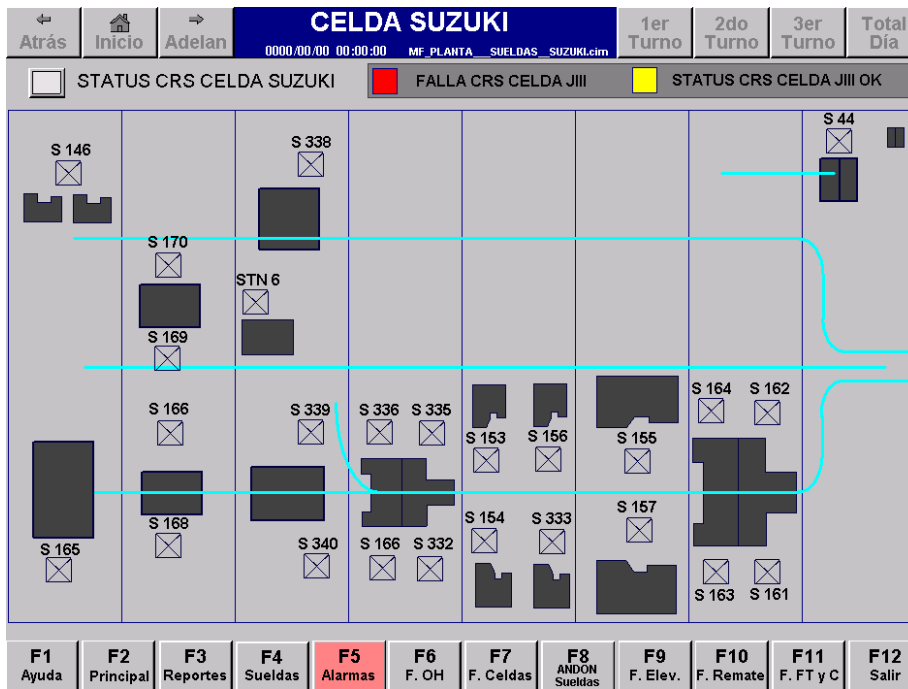 Atrás
Inicio
Adelan
CELDA SUZUKI
0000/00/00 00:00:00 MF_PLANTA__SUELDAS_SUZUKI.cim
1er Turno
2do Turno
3er Turno
Total Día
STATUS CRS CELDA SUZUKI
FALLA CRS CELDA JIII
STATUS CRS CELDA JIII OK
S 44
S 146
S 338
S 170
STN 6
S 169
S 166
S 339
S 336
S 335
S 153
S 156
S 155
S 164
S 162
S 165
S 168
S 340
S 166
S 332
S 154
S 333
S 157
S 163
S 161
F1 Ayuda
F2 Principal
F3 Reportes
F4 Sueldas
F5 Alarmas
F6 F. OH
F7 F. Celdas
F8 ANDON Sueldas
F9 F. Elev.
F10 F. Remate
F11 F. FT y C
F12 Salir